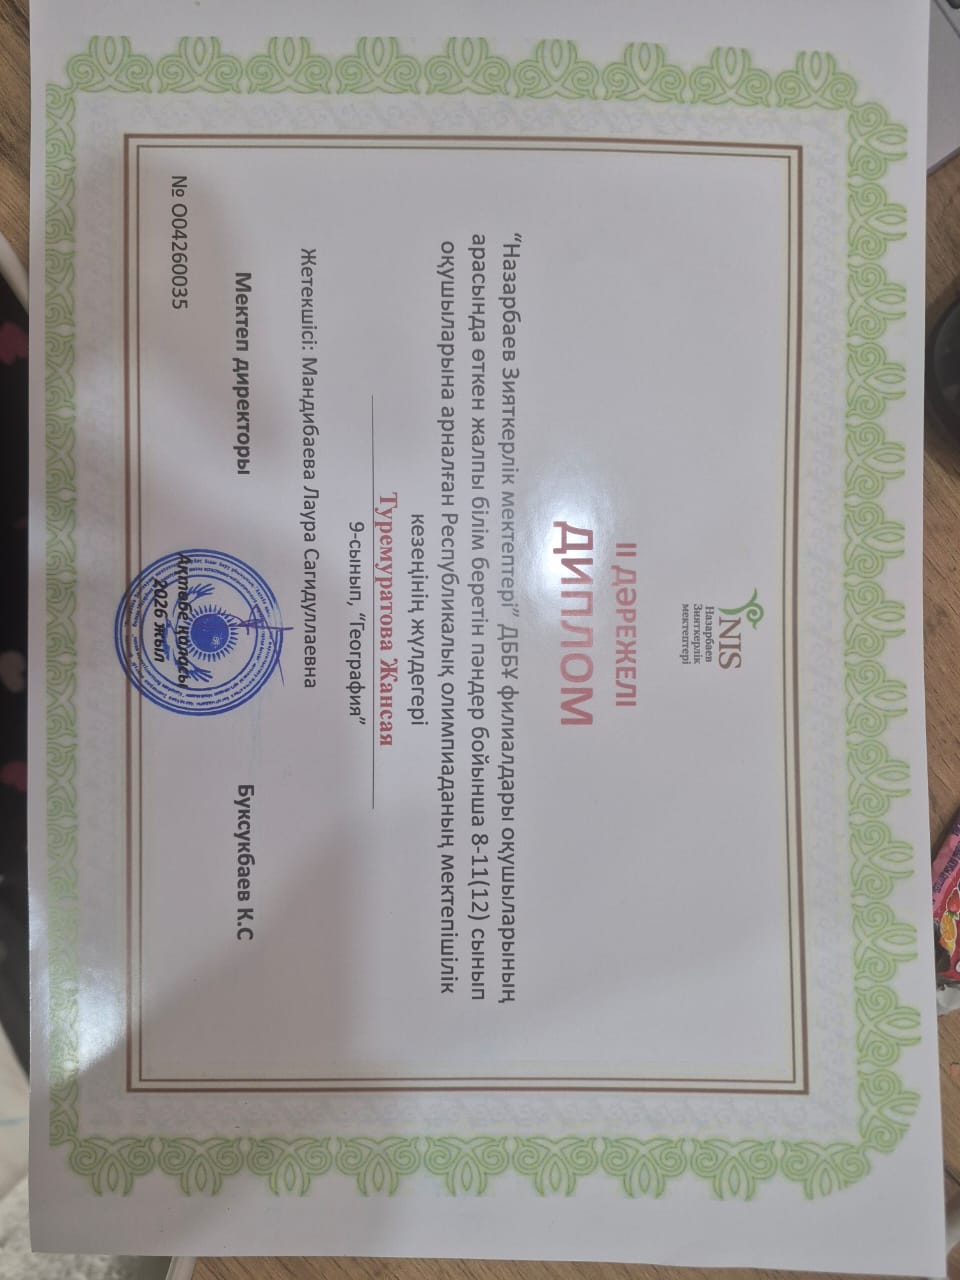 NIS
Назарбаев
Зияткерлік
мектептері
ІІ ДӘРЕЖЕЛІ
ДИПЛОМ
“Назарбаев Зияткерлік мектептері” ДББҰ филиалдары оқушыларының
арасында өткен жалпы білім беретін пәндер бойынша 8-11(12) сынып
оқушыларына арналған Республикалық олимпиаданың мектепішілік
кезеңінің жүлдегері
Туремуратова Жансая
9-сынып, “География”
Жетекшісі: Мандибаева Лаура Сагидуллаевна
Мектеп директоры Буксукбаев К.С
Ақтөбе қаласы
2026 жыл
№ О04260035